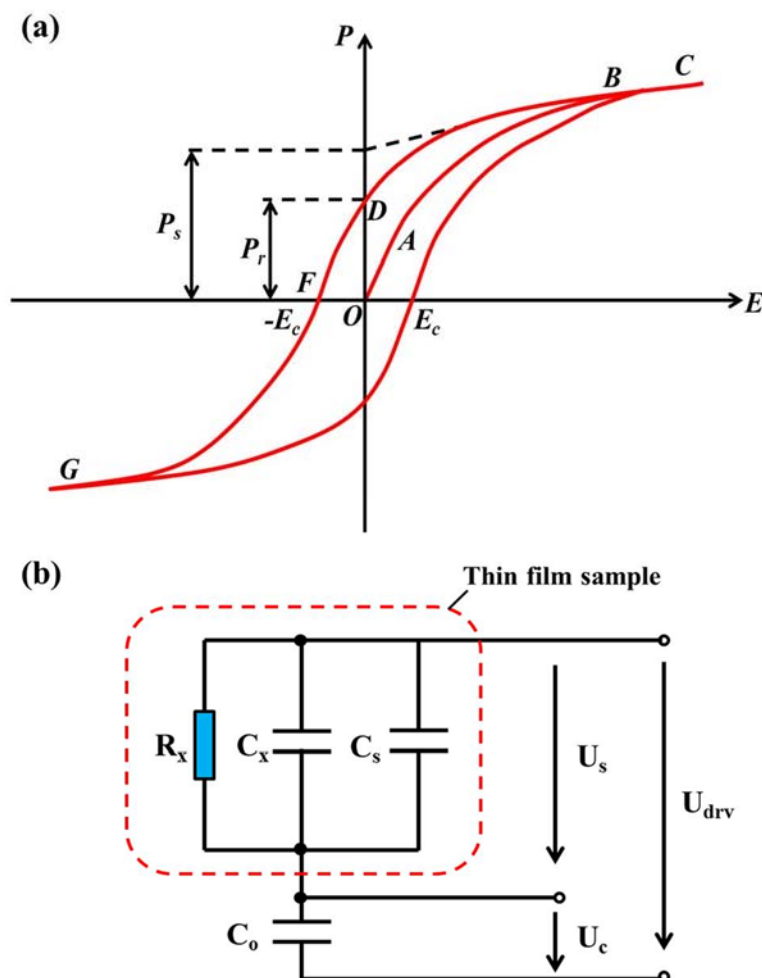 (a)
P
B
C
P_s
P_r
D
A
F
-E_c
O
E_c
E
G
(b)
Thin film sample
R_x
C_x
C_s
U_s
U_drv
C_o
U_c